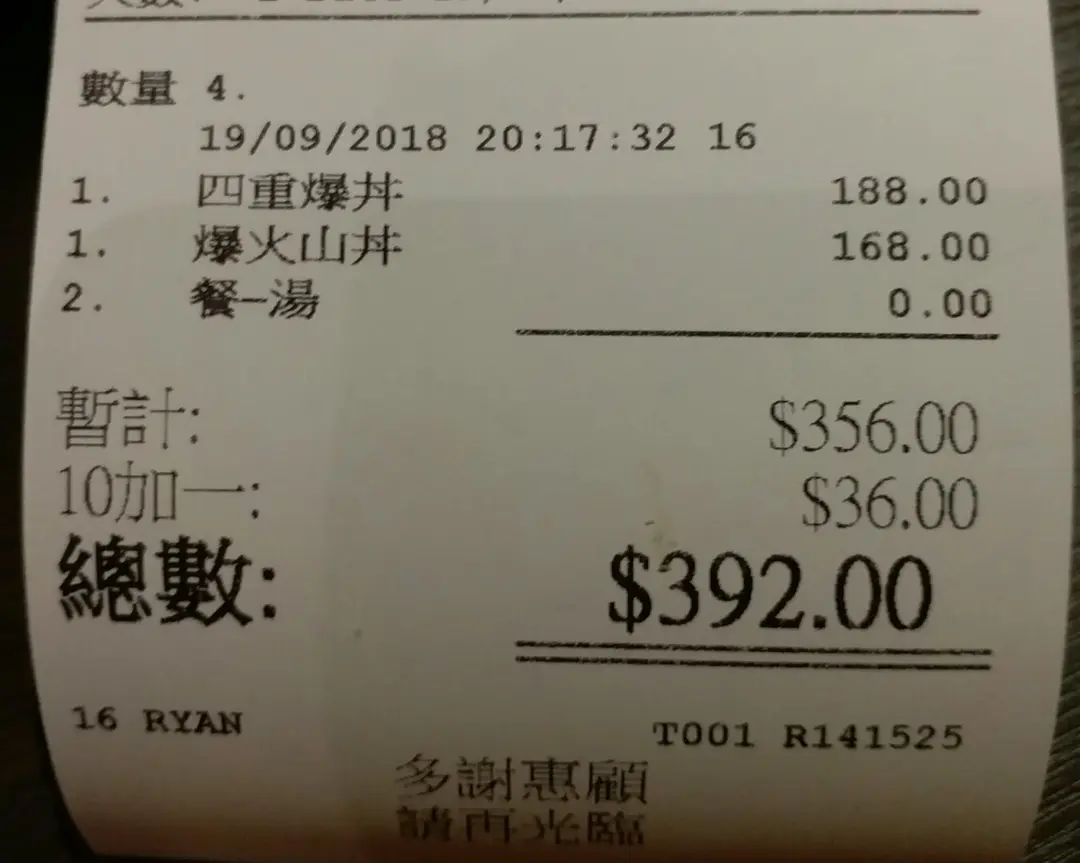 數量 4.
19/09/2018 20:17:32 16
1. 四重爆丼 188.00
1. 爆火山丼 168.00
2. 餐-湯 0.00
暫計: $356.00
10加一: $36.00
總數: $392.00
16 RYAN T001 R141525
多謝惠顧
請再光臨